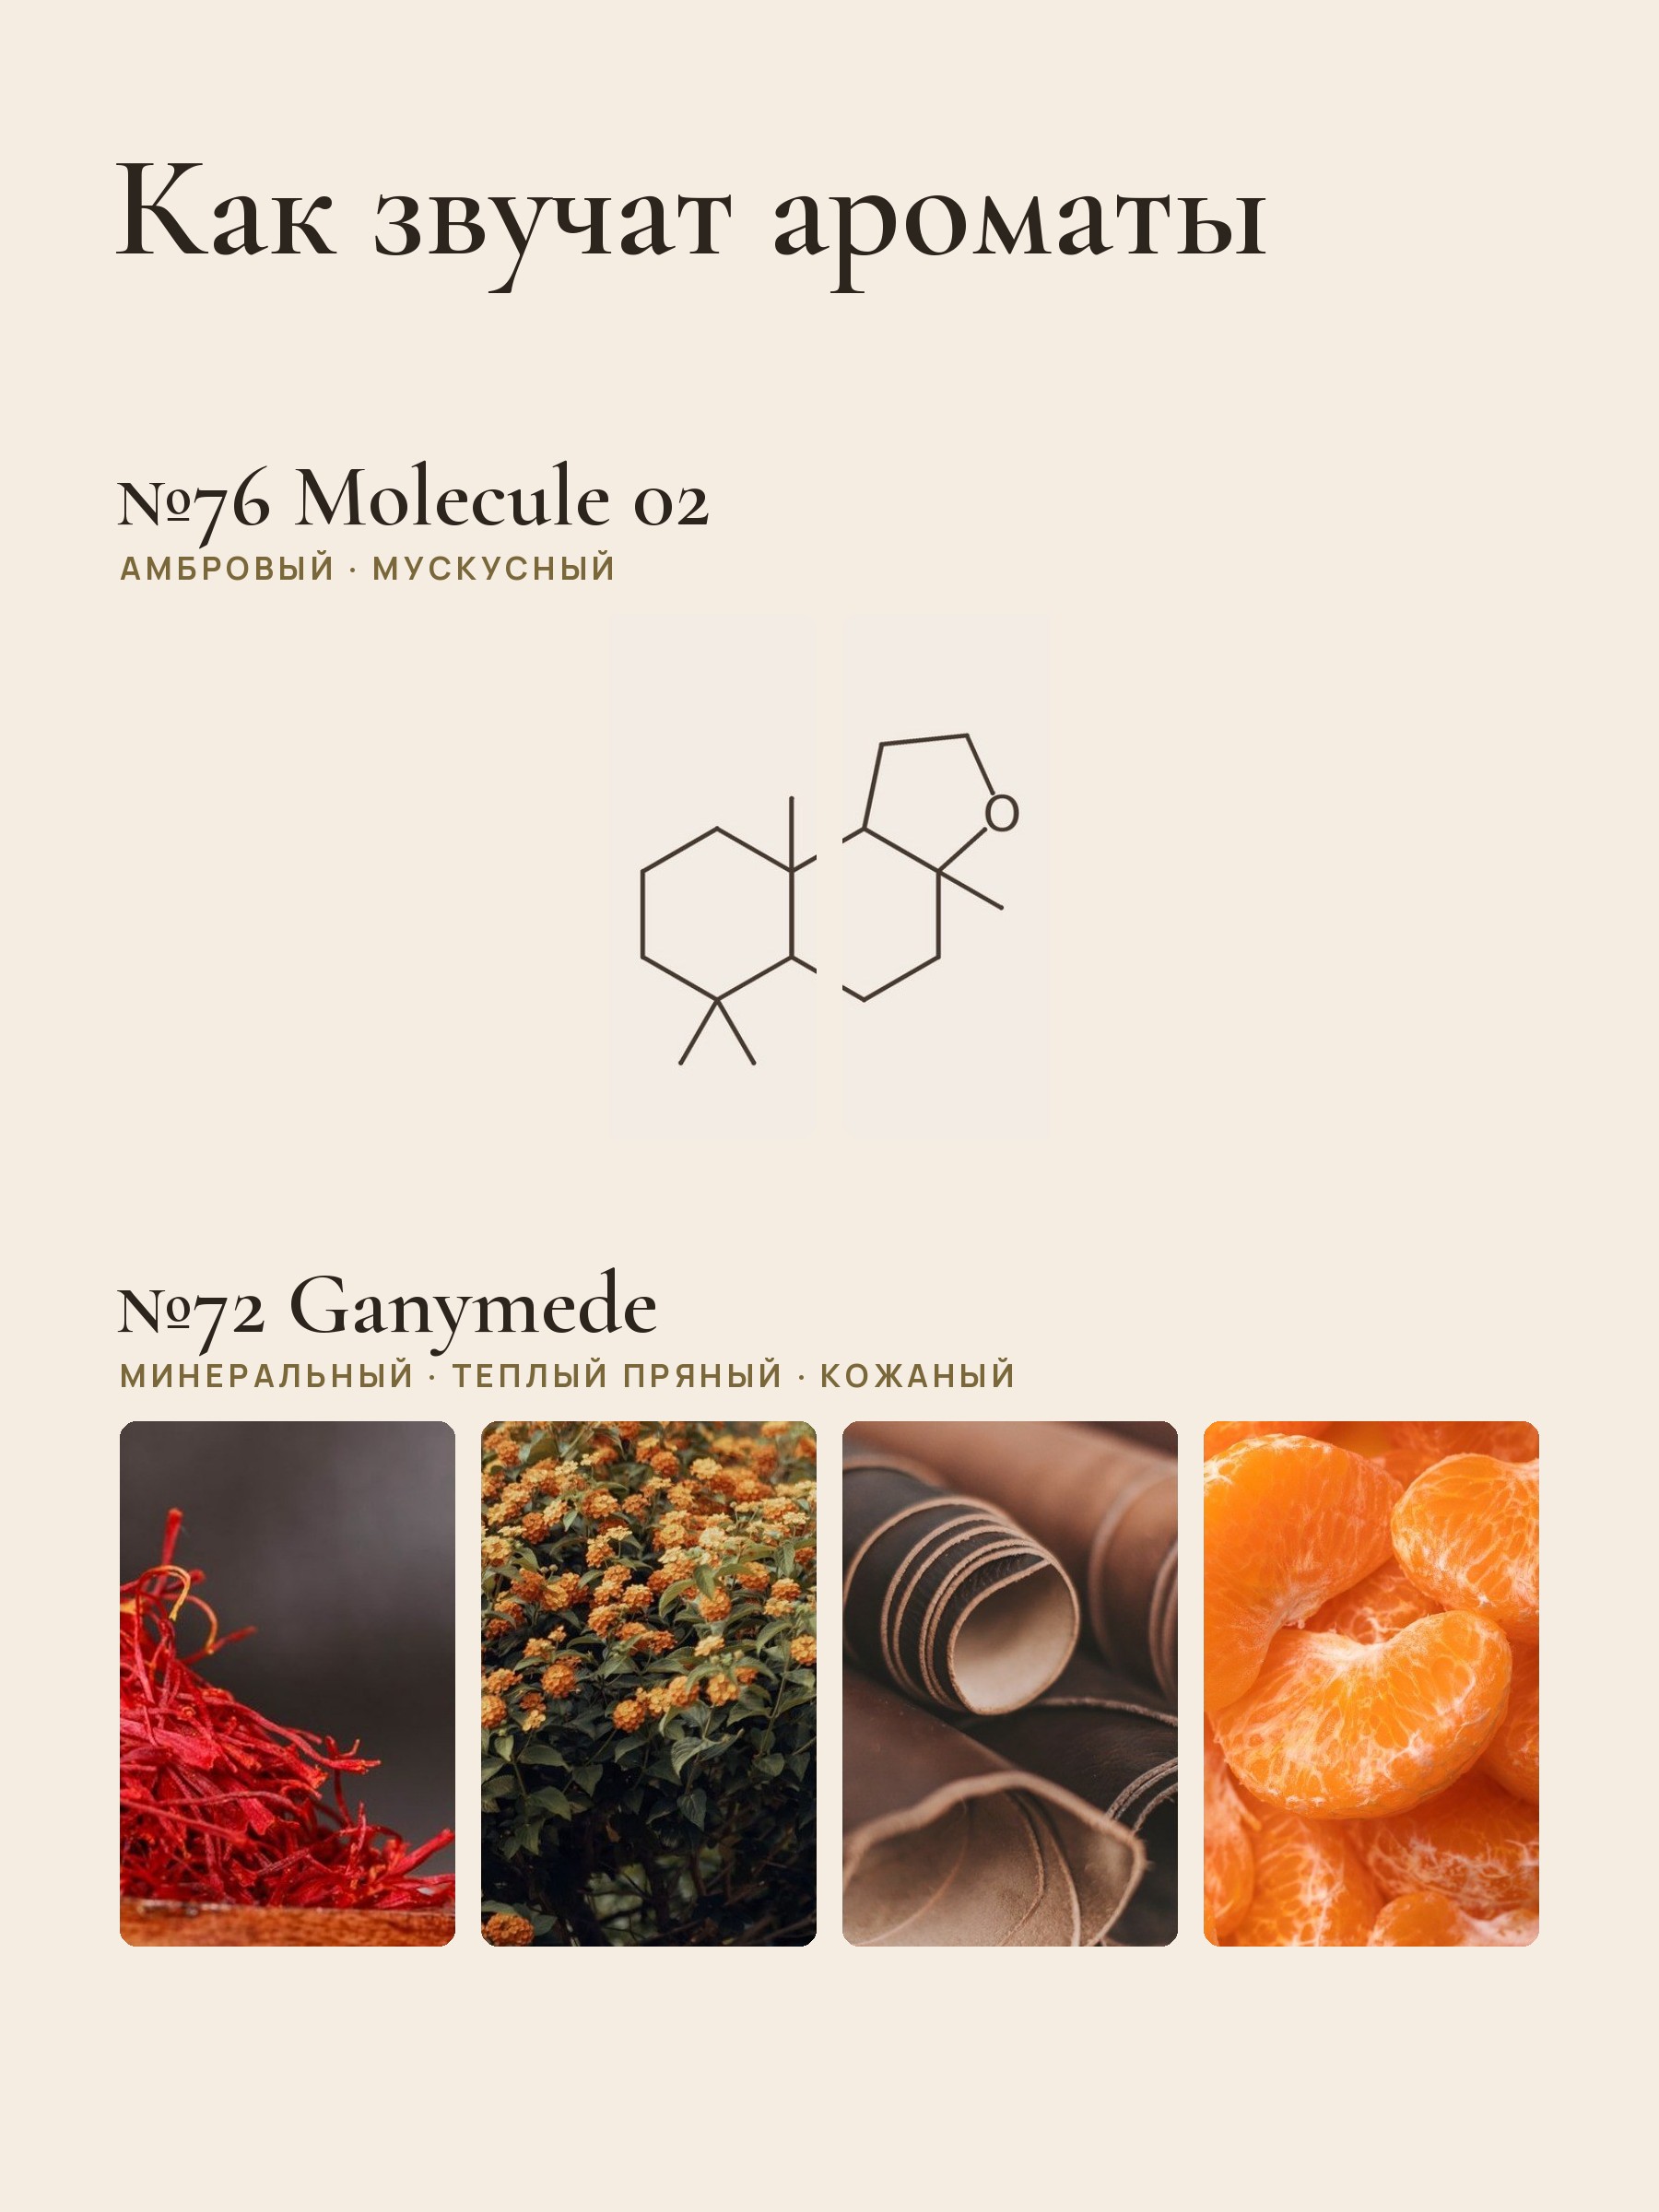 Как звучат ароматы
№76 Molecule 02
АМБРОВЫЙ · МУСКУСНЫЙ
O
№72 Ganymede
МИНЕРАЛЬНЫЙ · ТЕПЛЫЙ ПРЯНЫЙ · КОЖАНЫЙ